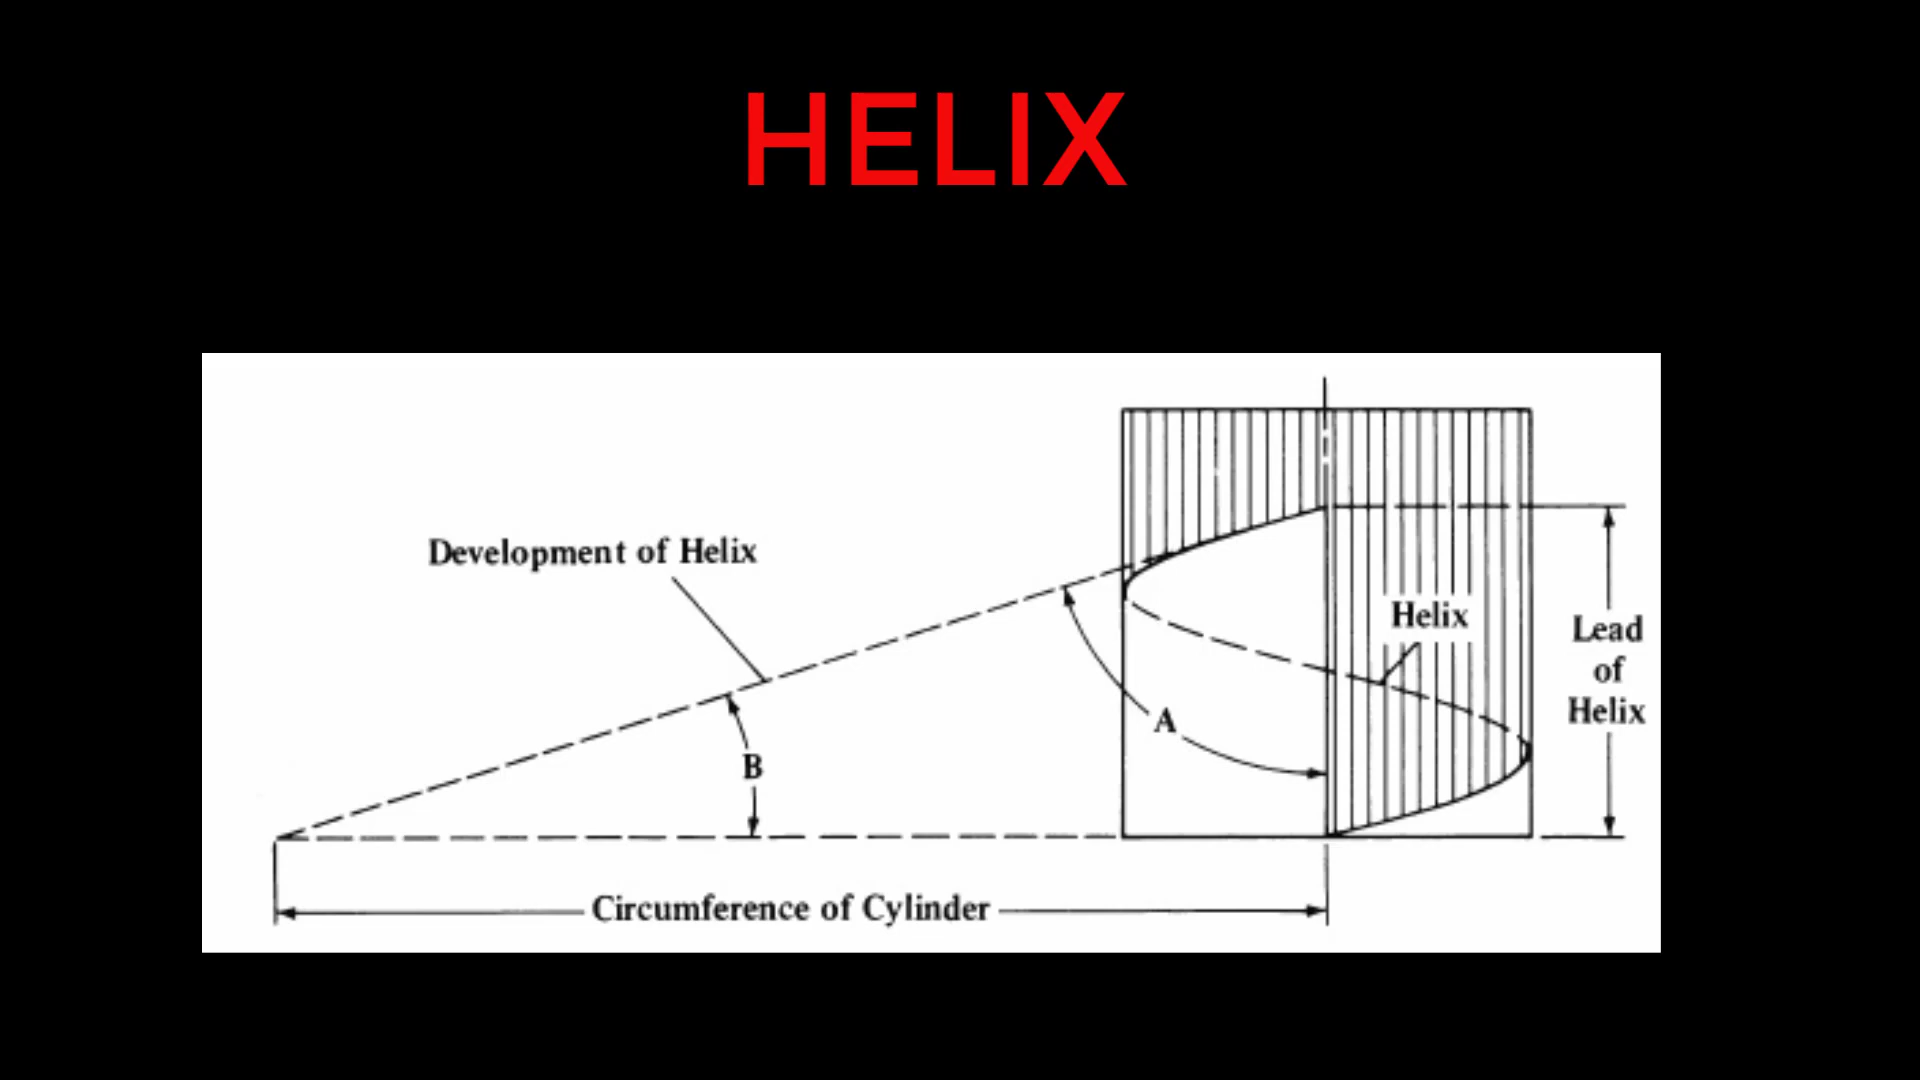 HELIX
Development of Helix
Helix
Lead
of
Helix
A
B
Circumference of Cylinder